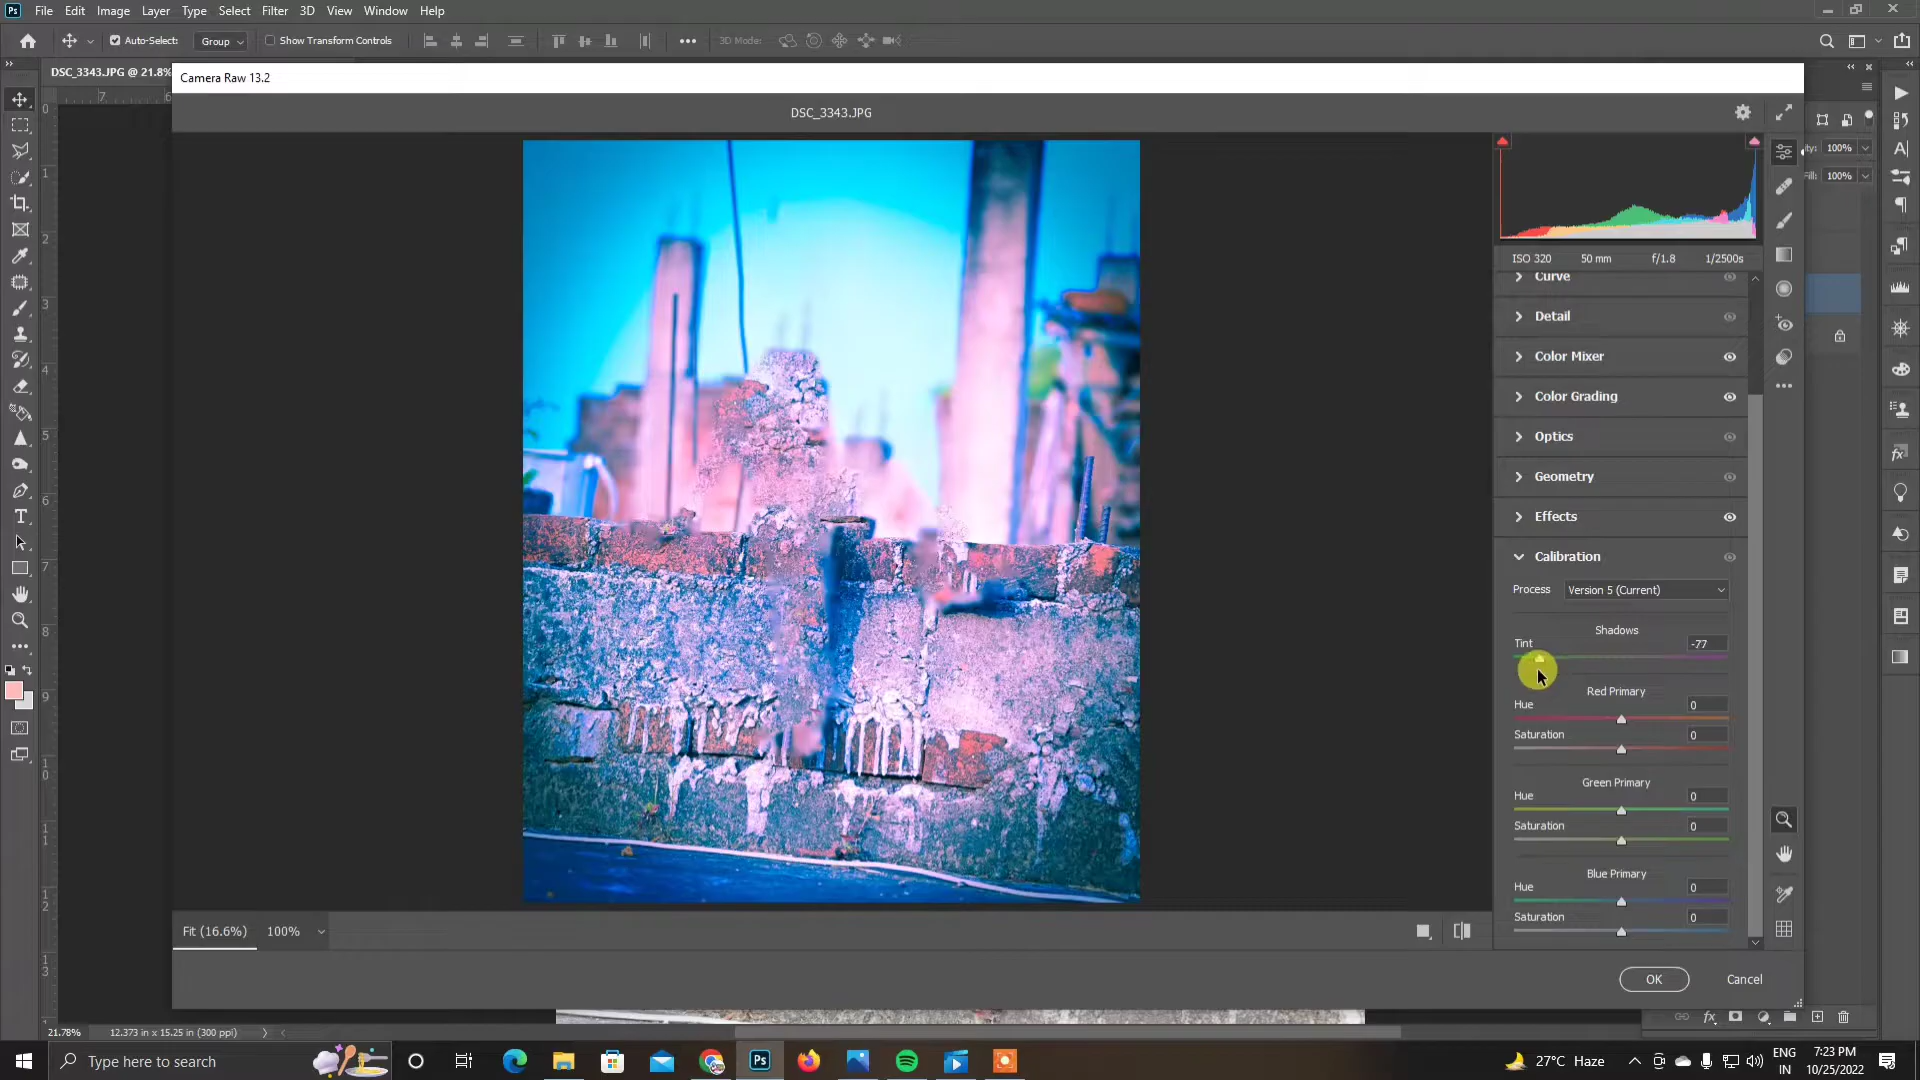 Ps File Edit Image Layer Type Select Filter 3D View Window Help
Auto-Select: Group Show Transform Controls 3D Mode:
DSC_3343.JPG @ 21.8%
Camera Raw 13.2
DSC_3343.JPG
100%
100%
ISO 320 50 mm f/1.8 1/2500s
Curve
Detail
Color Mixer
Color Grading
Optics
Geometry
Effects
Calibration
Process Version 5 (Current)
Shadows
Tint -77
Red Primary
Hue 0
Saturation 0
Green Primary
Hue 0
Saturation 0
Blue Primary
Hue 0
Saturation 0
Fit (16.6%) 100%
OK Cancel
21.78% 12.373 in x 15.25 in (300 ppi)
Type here to search
Ps
27°C Haze
ENG
IN
7:23 PM
10/25/2022